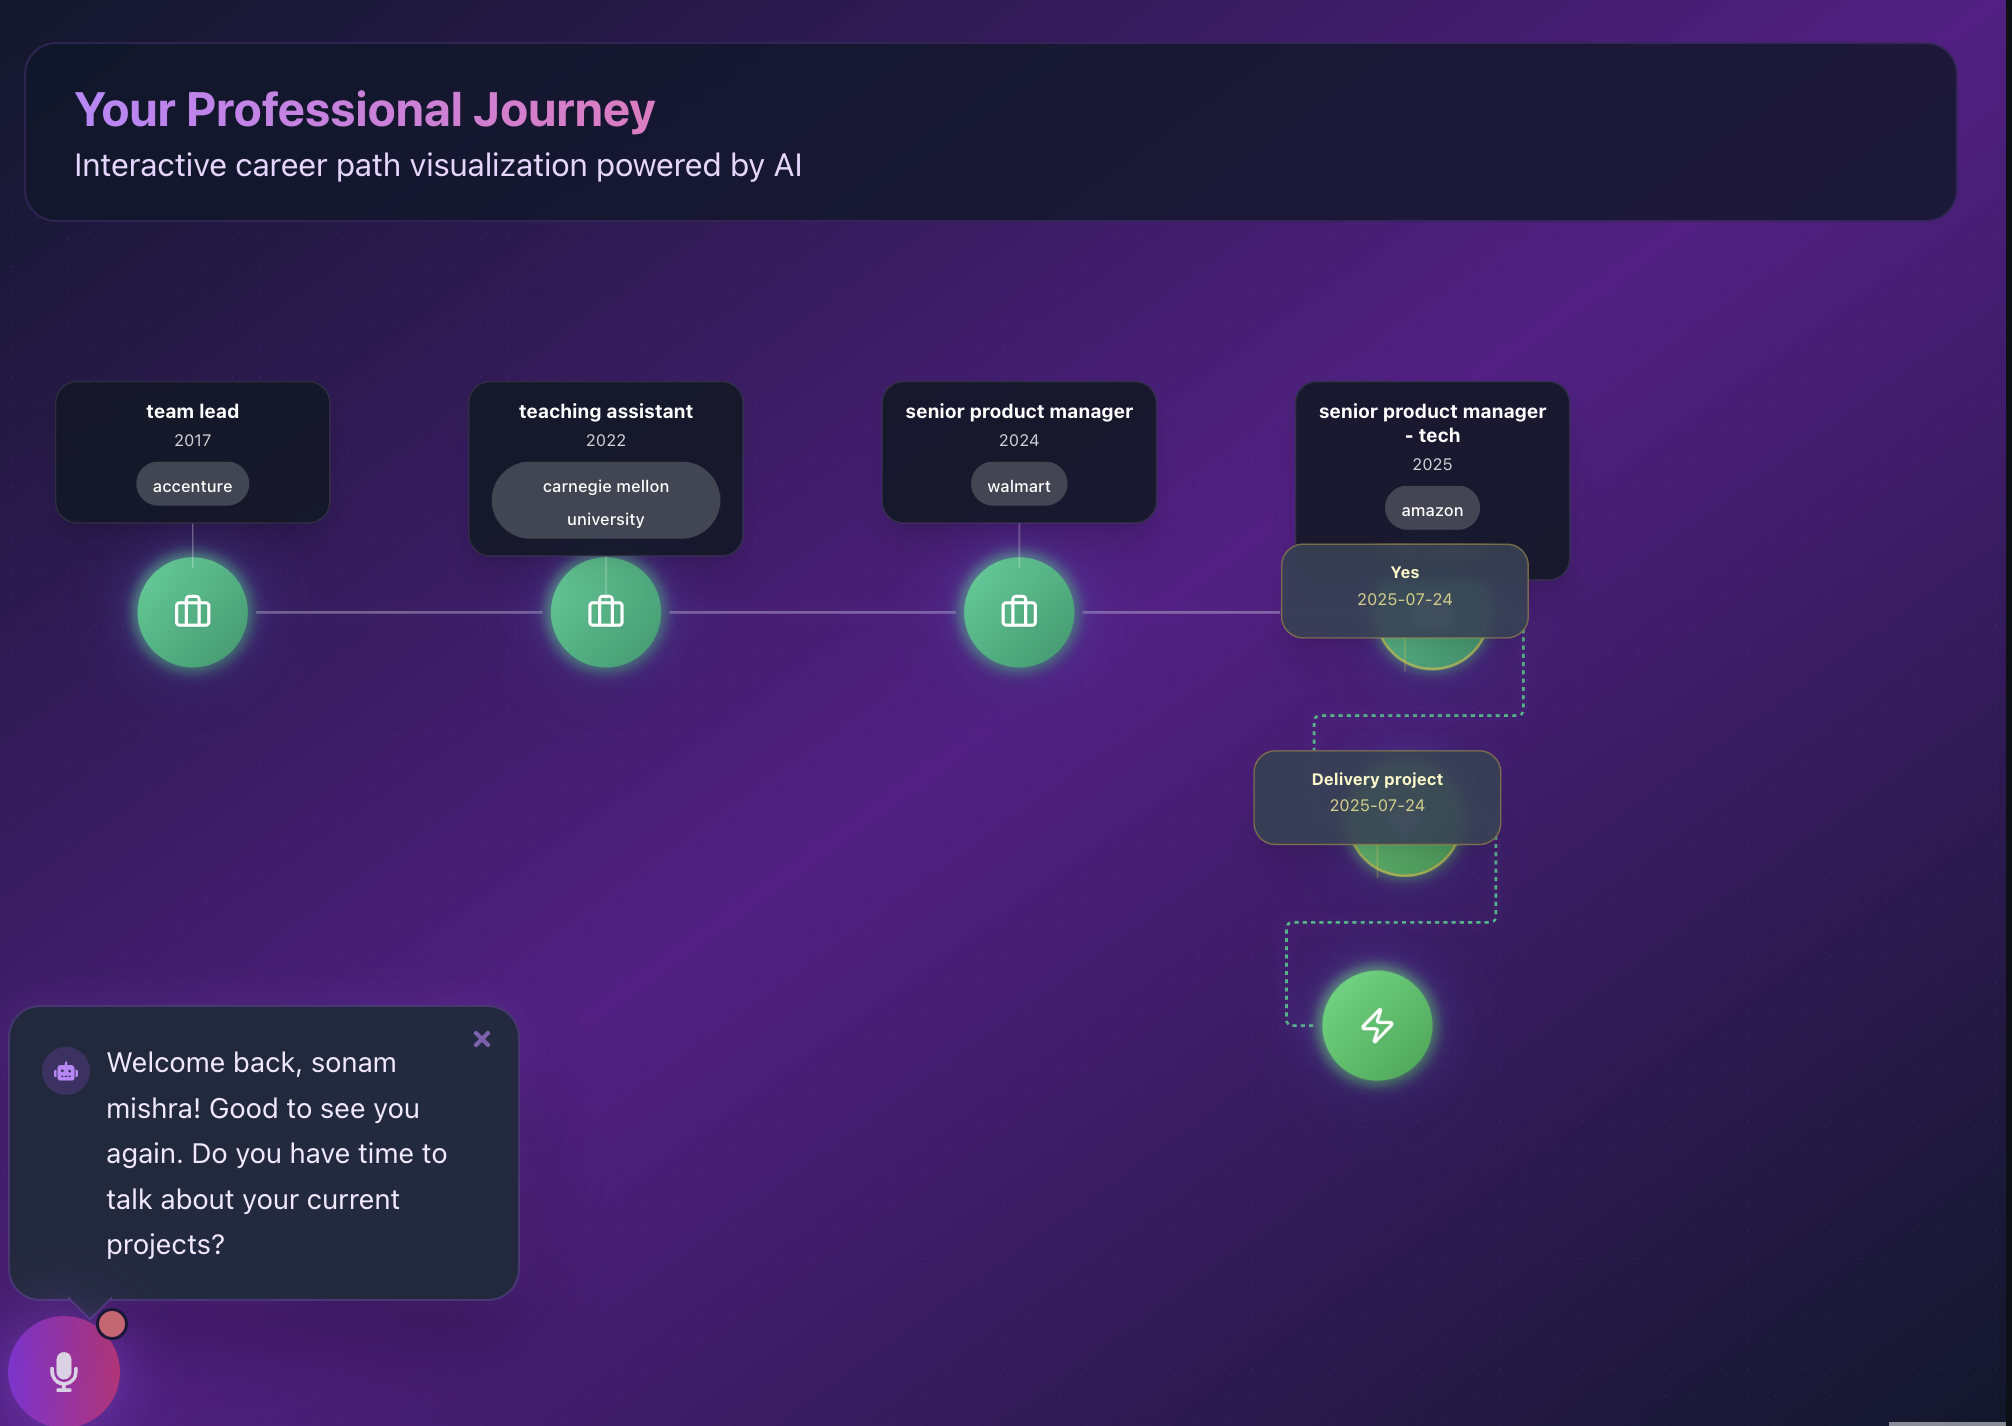 Your Professional Journey
Interactive career path visualization powered by AI
team lead
2017
accenture
teaching assistant
2022
carnegie mellon
university
senior product manager
2024
walmart
senior product manager
- tech
2025
amazon
Yes
2025-07-24
Delivery project
2025-07-24
Welcome back, sonam
mishra! Good to see you
again. Do you have time to
talk about your current
projects?